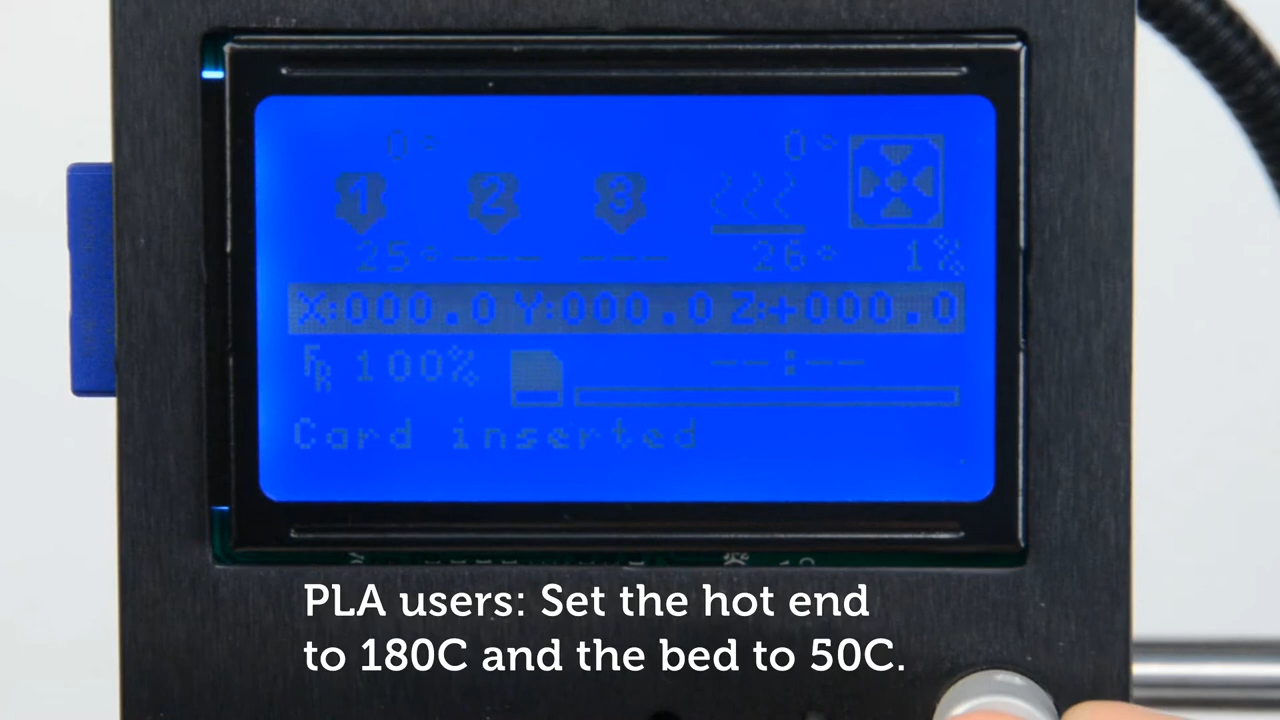 0° 0°
1 2 3
25° --- --- 26° 1%
X:000.0 Y:000.0 Z:+000.0
FR 100% --:--
Card inserted
PLA users: Set the hot end
to 180C and the bed to 50C.